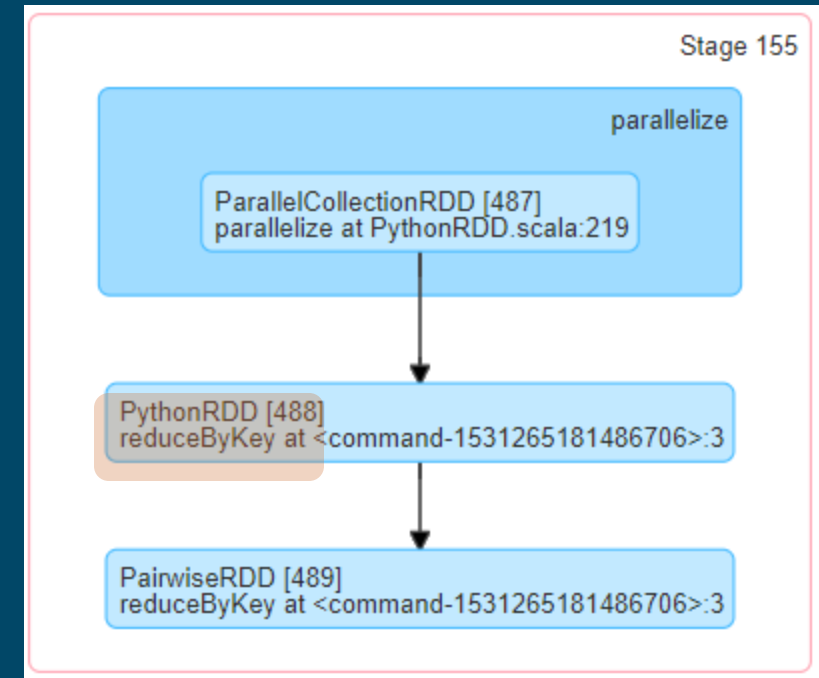 Stage 155
parallelize
ParallelCollectionRDD [487]
parallelize at PythonRDD.scala:219
PythonRDD [488]
reduceByKey at <command-1531265181486706>:3
PairwiseRDD [489]
reduceByKey at <command-1531265181486706>:3